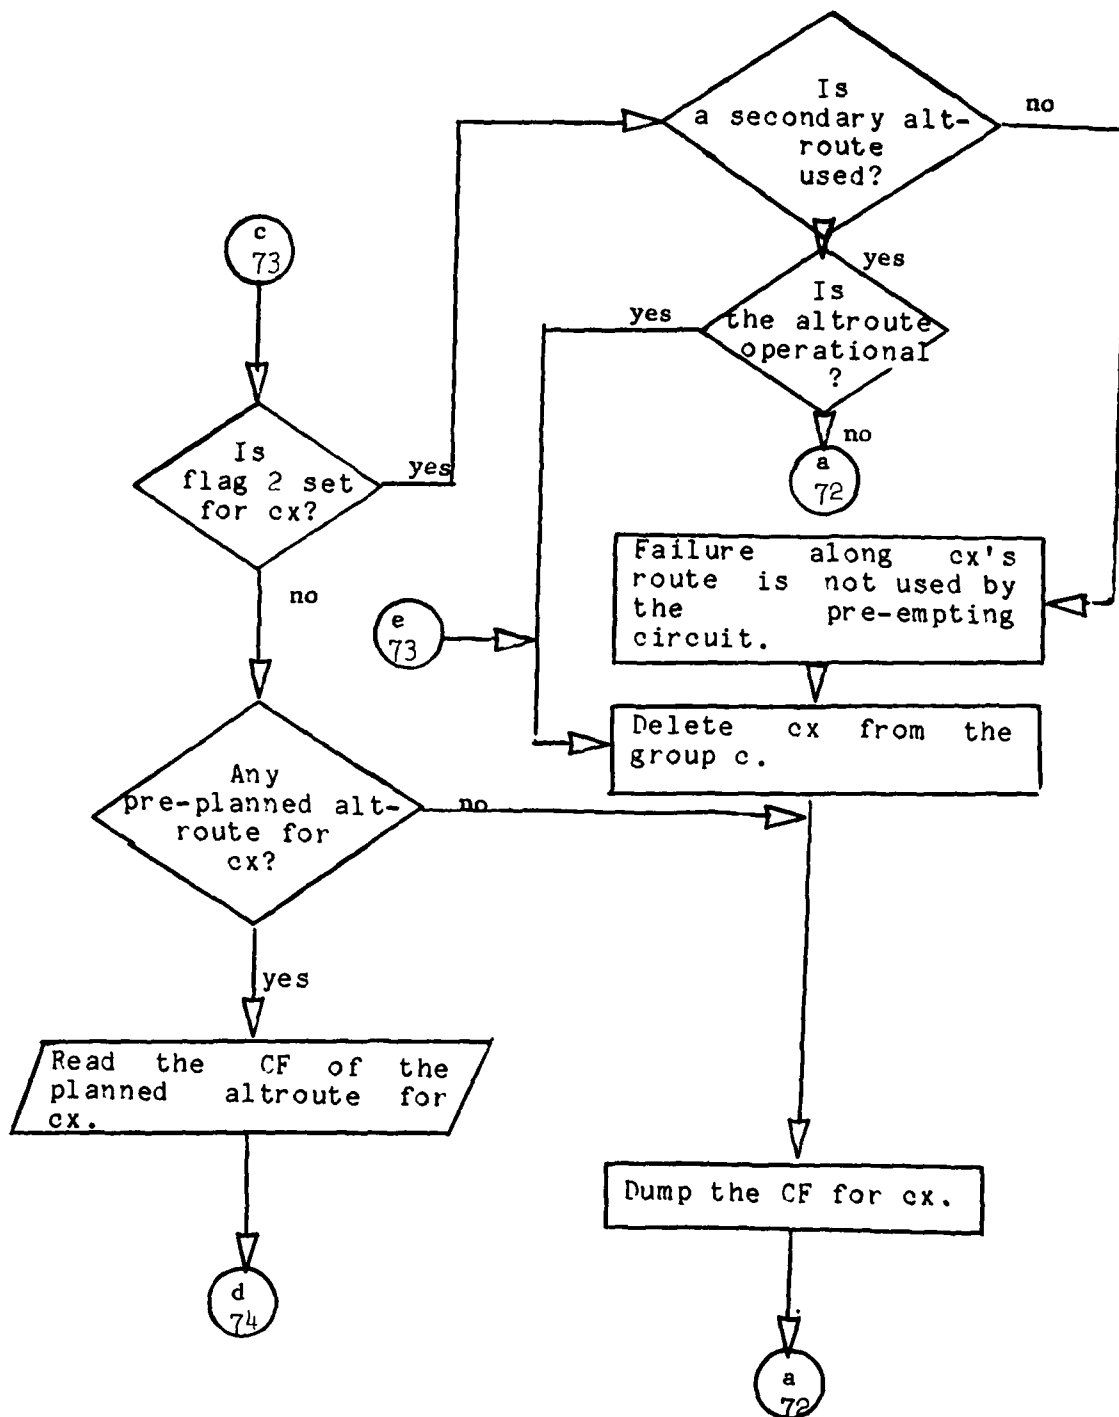 Is
a secondary alt-
route
used?
no
yes
c
73
Is
the altroute
operational
?
yes
no
a
72
Is
flag 2 set
for cx?
yes
no
Failure along cx's
route is not used by
the pre-empting
circuit.
e
73
Delete cx from the
group c.
Any
pre-planned alt-
route for
cx?
no
yes
Read the CF of the
planned altroute for
cx.
Dump the CF for cx.
d
74
a
72